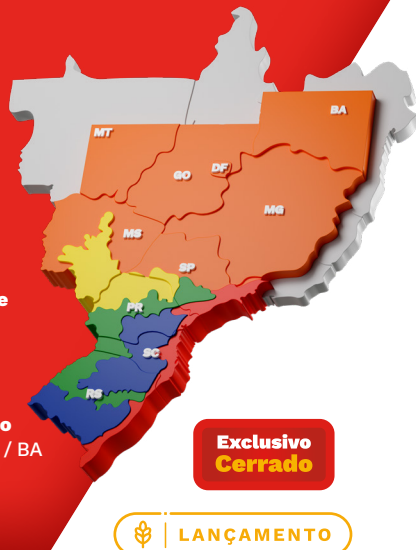 BA
MT
DF
GO
MG
MS
SP
e
PR
SC
RS
o
/ BA
Exclusivo
Cerrado
LANÇAMENTO